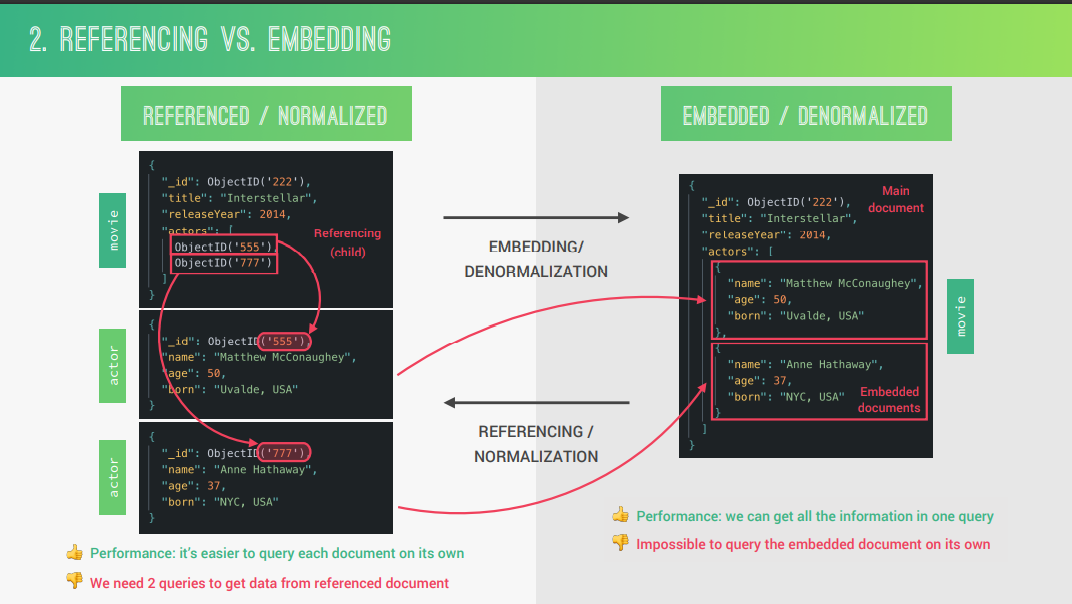 2. REFERENCING VS. EMBEDDING
REFERENCED / NORMALIZED
movie
{
"_id": ObjectID('222'),
"title": "Interstellar",
"releaseYear": 2014,
"actors": [
ObjectID('555'),
ObjectID('777')
]
}
Referencing
(child)
actor
{
"_id": ObjectID('555'),
"name": "Matthew McConaughey",
"age": 50,
"born": "Uvalde, USA"
}
actor
{
"_id": ObjectID('777'),
"name": "Anne Hathaway",
"age": 37,
"born": "NYC, USA"
}
👍 Performance: it's easier to query each document on its own
👎 We need 2 queries to get data from referenced document
EMBEDDING/
DENORMALIZATION
REFERENCING /
NORMALIZATION
EMBEDDED / DENORMALIZED
{
"_id": ObjectID('222'),
"title": "Interstellar",
"releaseYear": 2014,
"actors": [
{
"name": "Matthew McConaughey",
"age": 50,
"born": "Uvalde, USA"
},
{
"name": "Anne Hathaway",
"age": 37,
"born": "NYC, USA"
}
]
}
Main
document
Embedded
documents
movie
👍 Performance: we can get all the information in one query
👎 Impossible to query the embedded document on its own